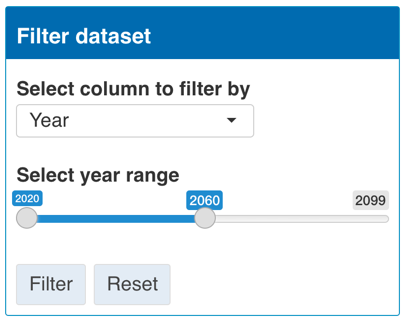 Filter dataset
Select column to filter by
Year
Select year range
2020 2060 2099
Filter Reset